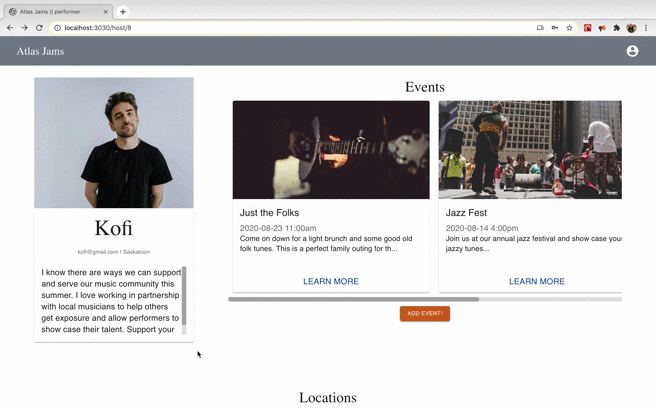 Atlas Jams || performer
localhost:3030/host/8
Atlas Jams
Kofi
kofi@gmail.com | Saskatoon
I know there are ways we can support
and serve our music community this
summer. I love working in partnership
with local musicians to help others
get exposure and allow performers to
show case their talent. Support your
Events
Just the Folks
2020-08-23 11:00am
Come on down for a light brunch and some good old
folk tunes. This is a perfect family outing for th...
LEARN MORE
Jazz Fest
2020-08-14 4:00pm
Join us at our annual jazz festival and show case your
jazzy tunes...
LEARN MORE
ADD EVENT!
Locations